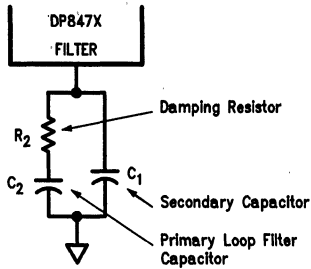 DP847X
FILTER
Damping Resistor
R2
C1
C2
Secondary Capacitor
Primary Loop Filter
Capacitor